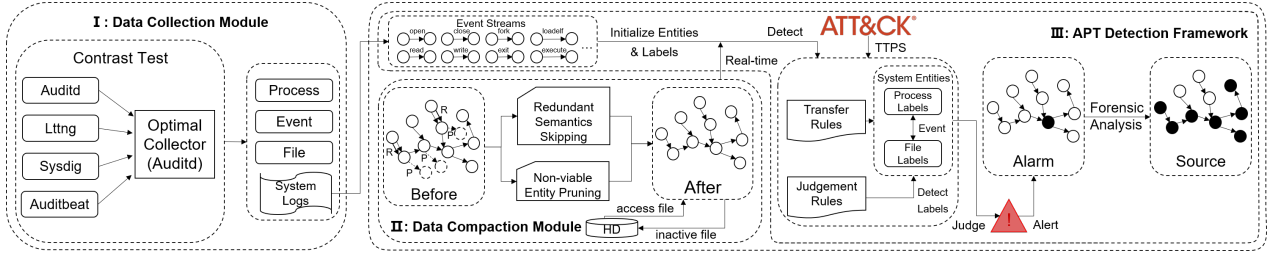 I: Data Collection Module
Contrast Test
Auditd
Lttng
Sysdig
Auditbeat
Optimal
Collector
(Auditd)
Process
Event
File
System
Logs
Event Streams
open
close
fork
loadelf
read
write
exit
execute
...
Initialize Entities
& Labels
Detect
Real-time
Before
R
R
P
P
P
Redundant
Semantics
Skipping
Non-viable
Entity Pruning
After
II: Data Compaction Module
HD
access file
inactive file
ATT&CK®
TTPS
III: APT Detection Framework
Transfer
Rules
Judgement
Rules
System Entities
Process
Labels
Event
File
Labels
Detect
Labels
Judge
!
Alert
Alarm
Forensic
Analysis
Source